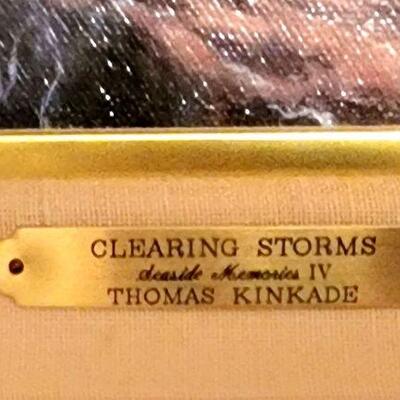 CLEARING STORMS
Seaside Memories IV
THOMAS KINKADE